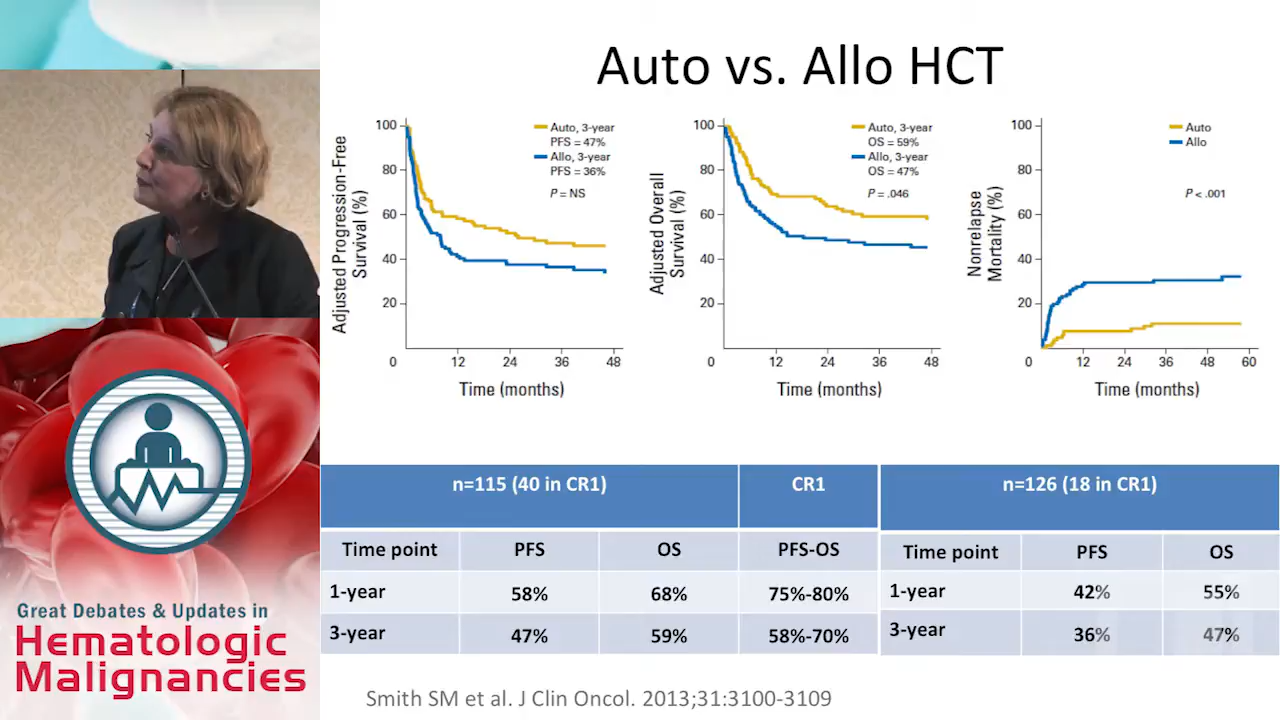 Auto vs. Allo HCT
Adjusted Progression-Free
Survival (%)
100
80
60
40
20
0
12
24
36
48
Time (months)
Auto, 3-year
PFS = 47%
Allo, 3-year
PFS = 36%
P = NS
Adjusted Overall
Survival (%)
100
80
60
40
20
0
12
24
36
48
Time (months)
Auto, 3-year
OS = 59%
Allo, 3-year
OS = 47%
P = .046
Nonrelapse
Mortality (%)
100
80
60
40
20
0
12
24
36
48
60
Time (months)
Auto
Allo
P < .001
n=115 (40 in CR1) CR1
Time point PFS OS PFS-OS
1-year 58% 68% 75%-80%
3-year 47% 59% 58%-70%
n=126 (18 in CR1)
Time point PFS OS
1-year 42% 55%
3-year 36% 47%
Smith SM et al. J Clin Oncol. 2013;31:3100-3109
Great Debates & Updates in
Hematologic
Malignancies